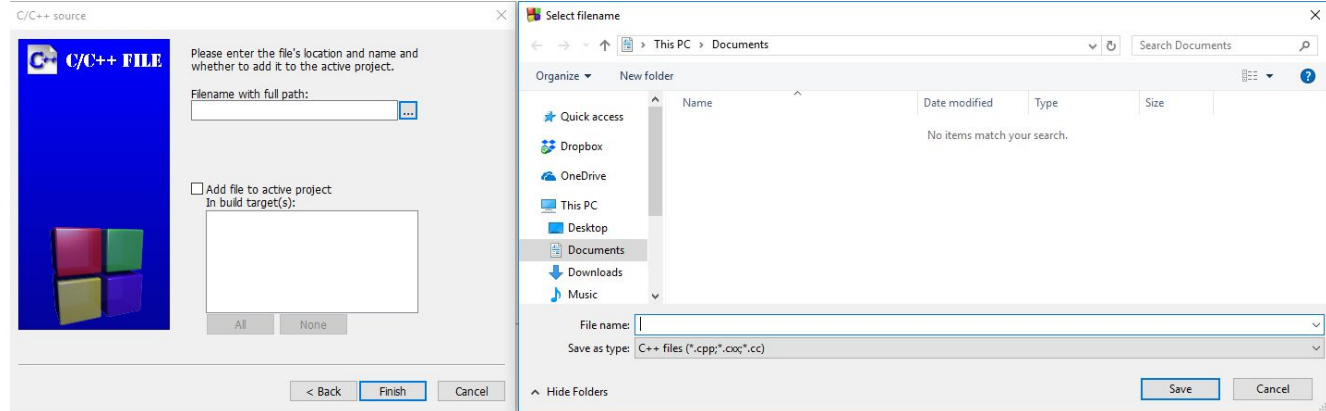 C/C++ source
C++ C/C++ FILE
Please enter the file's location and name and
whether to add it to the active project.
Filename with full path:
...
Add file to active project
In build target(s):
All None
< Back Finish Cancel
Select filename
This PC > Documents
Search Documents
Organize New folder
Name Date modified Type Size
No items match your search.
Quick access
Dropbox
OneDrive
This PC
Desktop
Documents
Downloads
Music
File name:
Save as type: C++ files (*.cpp;*.cxx;*.cc)
Hide Folders Save Cancel